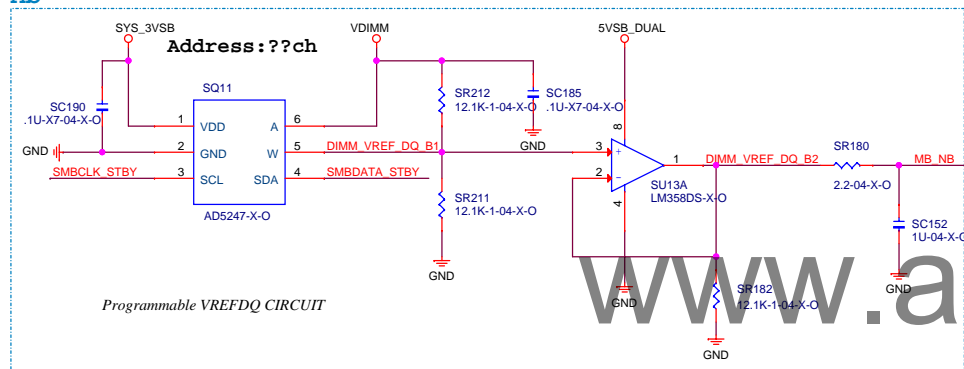 SYS_3VSB
Address:??ch
VDIMM
5VSB_DUAL
SQ11
SC190
.1U-X7-04-X-O
SR212
12.1K-1-04-X-O
SC185
.1U-X7-04-X-O
1 VDD A 6
GND 2 GND W 5 DIMM_VREF_DQ_B1
GND
SMBCLK_STBY 3 SCL SDA 4 SMBDATA_STBY
AD5247-X-O
SR211
12.1K-1-04-X-O
GND
8
3 +
2 −
1
4
SU13A
LM358DS-X-O
GND
DIMM_VREF_DQ_B2
SR180
2.2-04-X-O
MB_NB
SC152
1U-04-X-O
GND
SR182
12.1K-1-04-X-O
GND
Programmable VREFDQ CIRCUIT
www.a